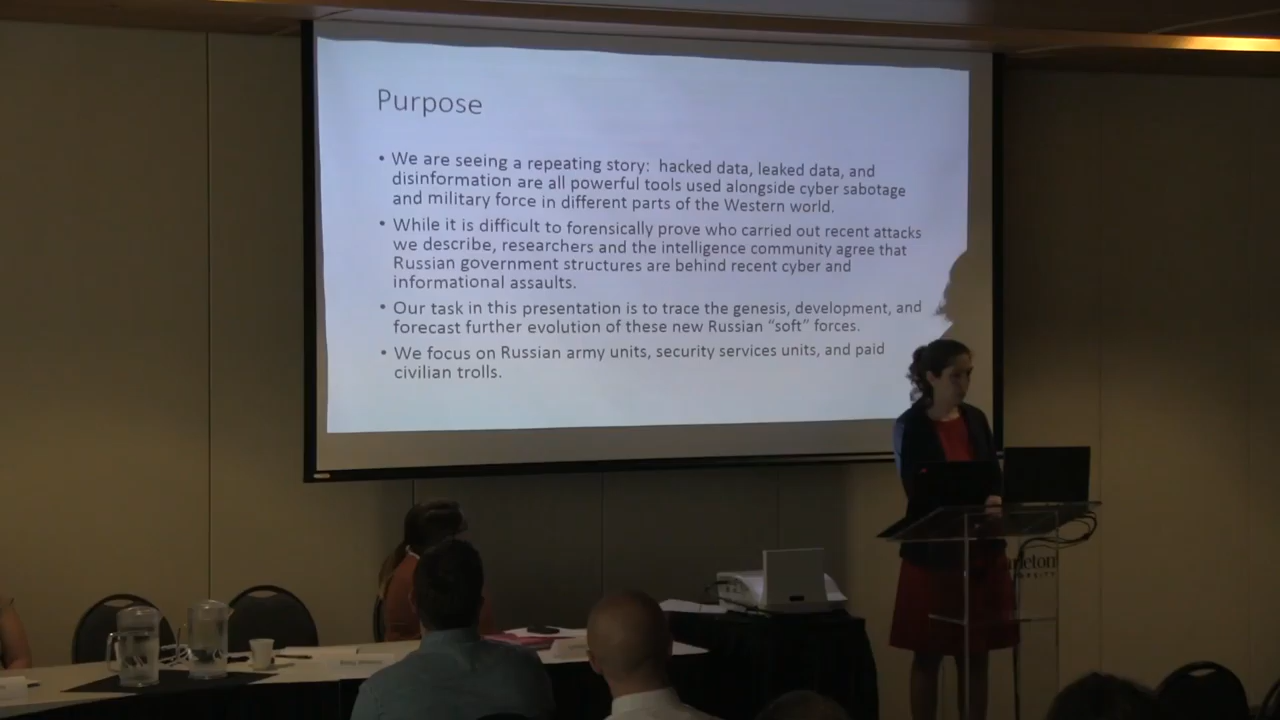 Purpose
• We are seeing a repeating story: hacked data, leaked data, and
disinformation are all powerful tools used alongside cyber sabotage
and military force in different parts of the Western world.
• While it is difficult to forensically prove who carried out recent attacks
we describe, researchers and the intelligence community agree that
Russian government structures are behind recent cyber and
informational assaults.
• Our task in this presentation is to trace the genesis, development, and
forecast further evolution of these new Russian “soft” forces.
• We focus on Russian army units, security services units, and paid
civilian trolls.